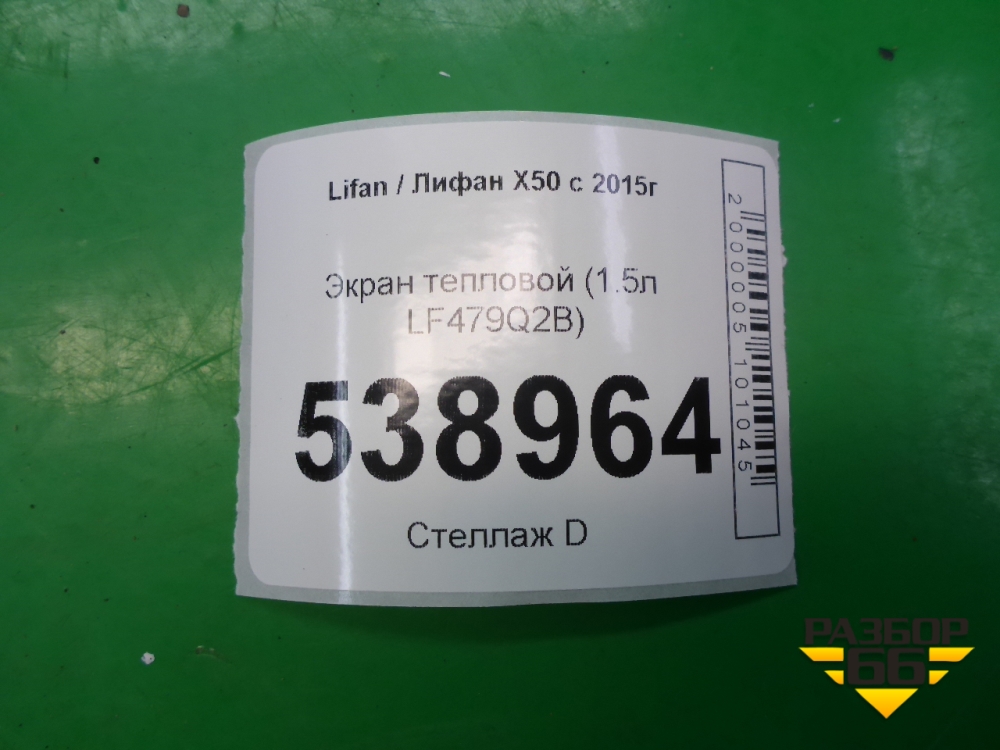 Lifan / Лифан X50 с 2015г
Экран тепловой (1.5л
LF479Q2B)
538964
Стеллаж D
2000005101045
РАЗБОР
66